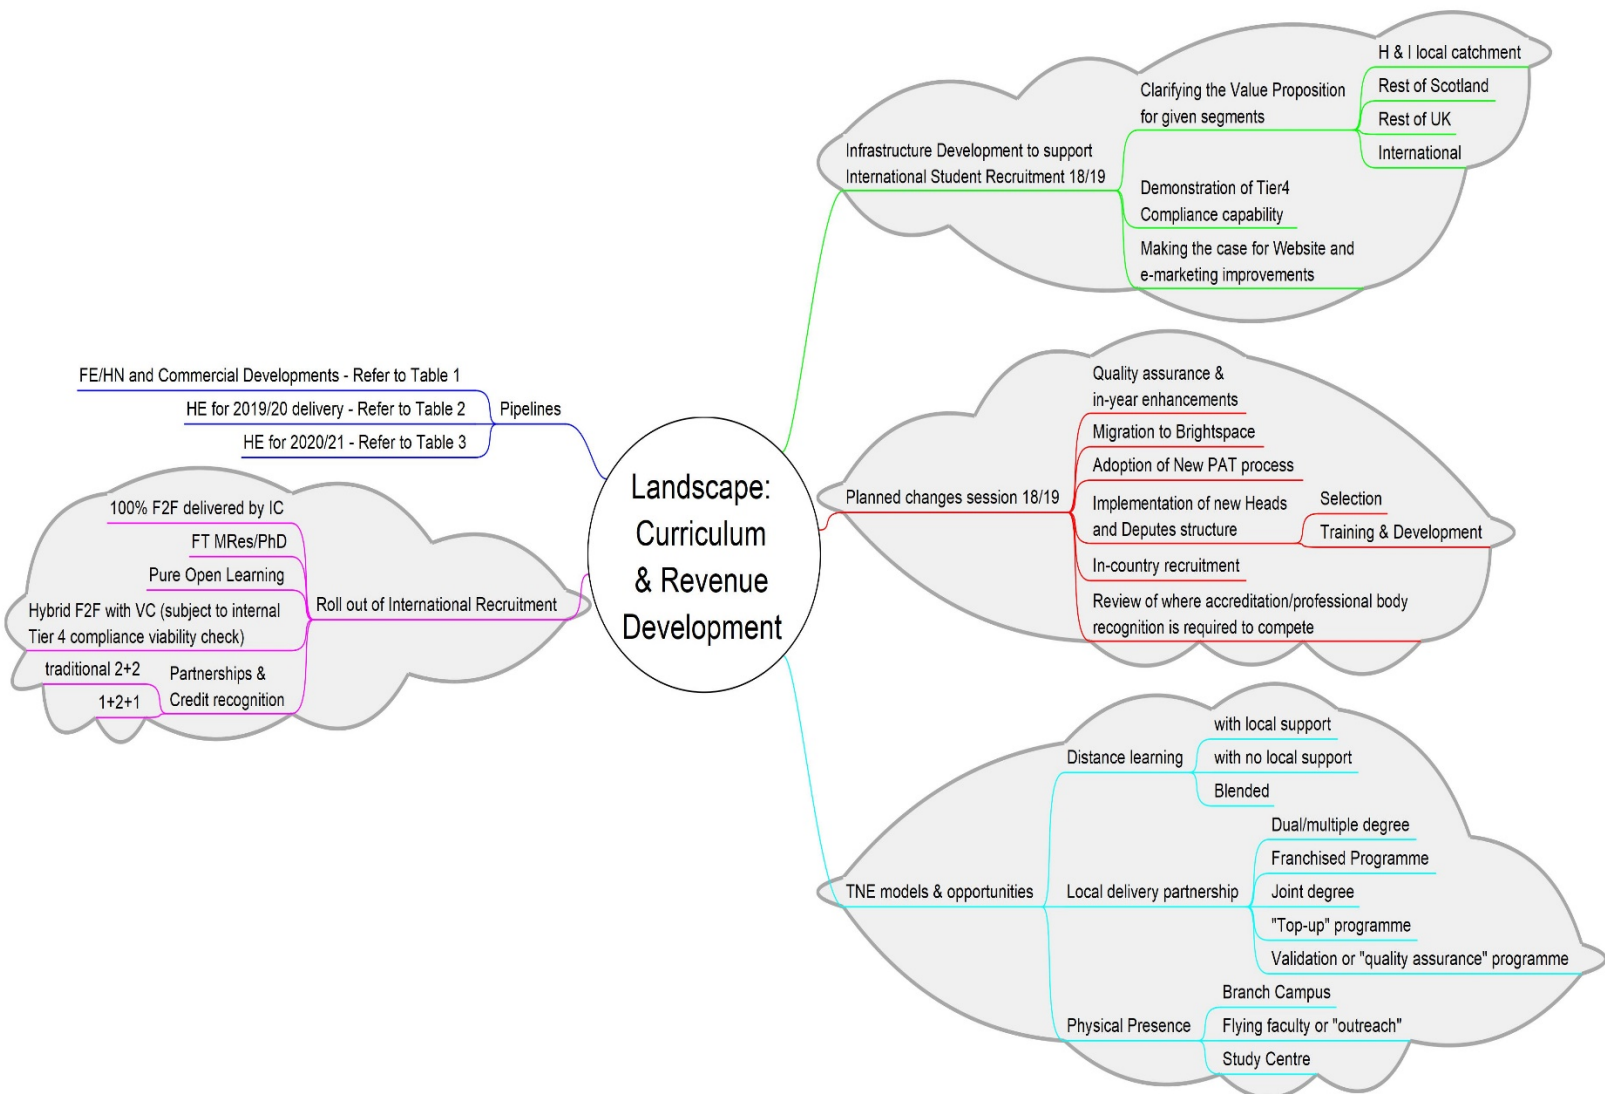 Landscape:
Curriculum
& Revenue
Development
Infrastructure Development to support
International Student Recruitment 18/19
Clarifying the Value Proposition
for given segments
H & I local catchment
Rest of Scotland
Rest of UK
International
Demonstration of Tier4
Compliance capability
Making the case for Website and
e-marketing improvements
Planned changes session 18/19
Quality assurance &
in-year enhancements
Migration to Brightspace
Adoption of New PAT process
Implementation of new Heads
and Deputes structure
Selection
Training & Development
In-country recruitment
Review of where accreditation/professional body
recognition is required to compete
TNE models & opportunities
Distance learning
with local support
with no local support
Blended
Local delivery partnership
Dual/multiple degree
Franchised Programme
Joint degree
"Top-up" programme
Validation or "quality assurance" programme
Physical Presence
Branch Campus
Flying faculty or "outreach"
Study Centre
Pipelines
FE/HN and Commercial Developments - Refer to Table 1
HE for 2019/20 delivery - Refer to Table 2
HE for 2020/21 - Refer to Table 3
Roll out of International Recruitment
100% F2F delivered by IC
FT MRes/PhD
Pure Open Learning
Hybrid F2F with VC (subject to internal
Tier 4 compliance viability check)
Partnerships &
Credit recognition
traditional 2+2
1+2+1